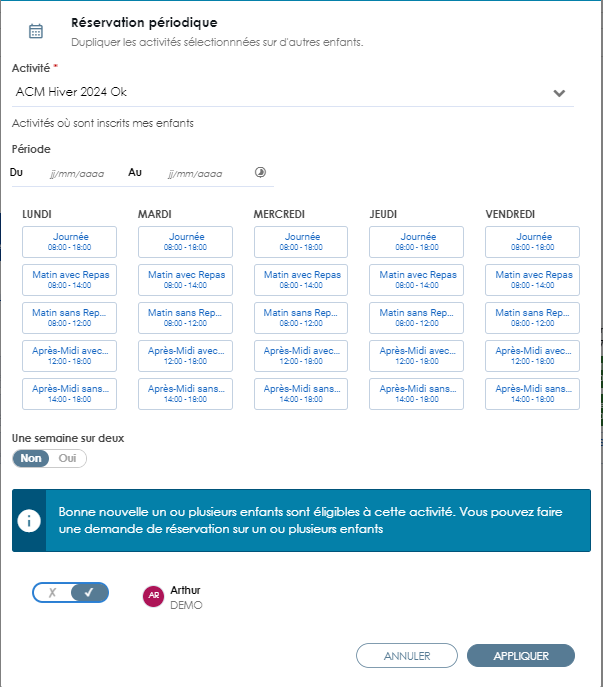 Réservation périodique
Dupliquer les activités sélectionnnées sur d'autres enfants.
Activité *
ACM Hiver 2024 Ok
Activités où sont inscrits mes enfants
Période
Du jj/mm/aaaa Au jj/mm/aaaa
LUNDI MARDI MERCREDI JEUDI VENDREDI
Journée Journée Journée Journée Journée
08:00 - 18:00 08:00 - 18:00 08:00 - 18:00 08:00 - 18:00 08:00 - 18:00
Matin avec Repas Matin avec Repas Matin avec Repas Matin avec Repas Matin avec Repas
08:00 - 14:00 08:00 - 14:00 08:00 - 14:00 08:00 - 14:00 08:00 - 14:00
Matin sans Rep... Matin sans Rep... Matin sans Rep... Matin sans Rep... Matin sans Rep...
08:00 - 12:00 08:00 - 12:00 08:00 - 12:00 08:00 - 12:00 08:00 - 12:00
Après-Midi avec... Après-Midi avec... Après-Midi avec... Après-Midi avec... Après-Midi avec...
12:00 - 18:00 12:00 - 18:00 12:00 - 18:00 12:00 - 18:00 12:00 - 18:00
Après-Midi sans... Après-Midi sans... Après-Midi sans... Après-Midi sans... Après-Midi sans...
14:00 - 18:00 14:00 - 18:00 14:00 - 18:00 14:00 - 18:00 14:00 - 18:00
Une semaine sur deux
Non Oui
Bonne nouvelle un ou plusieurs enfants sont éligibles à cette activité. Vous pouvez faire
une demande de réservation sur un ou plusieurs enfants
AR Arthur
DEMO
ANNULER APPLIQUER